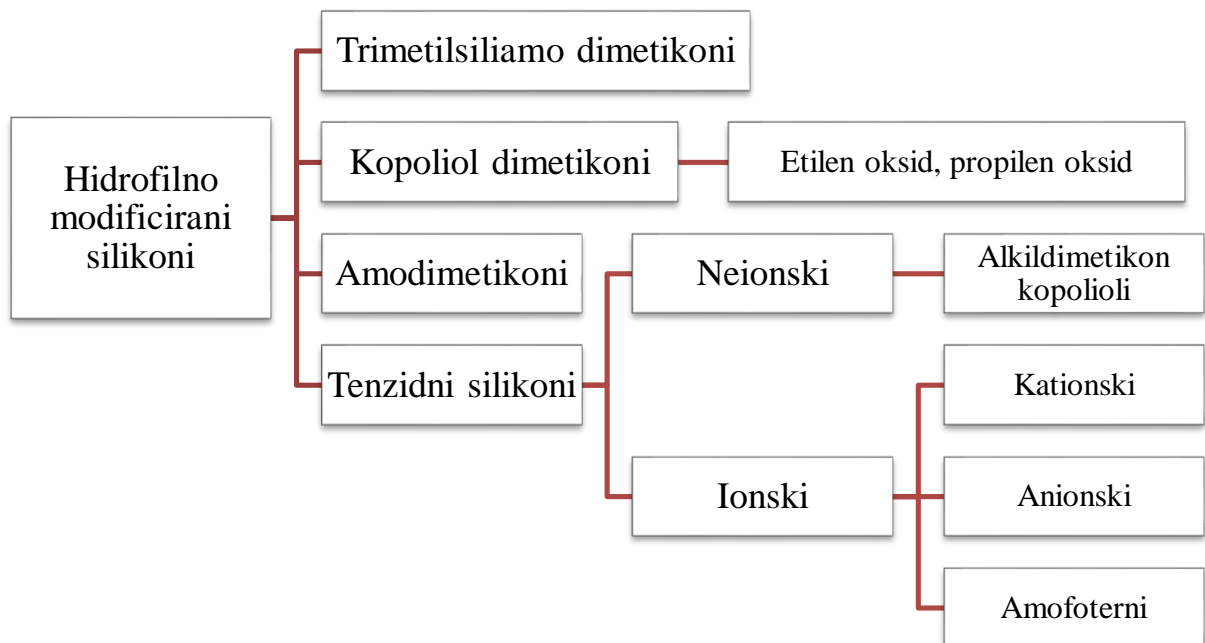 Hidrofilno
modificirani
silikoni
Trimetilsiliamo dimetikoni
Kopoliol dimetikoni
Etilen oksid, propilen oksid
Amodimetikoni
Tenzidni silikoni
Neionski
Alkildimetikon
kopolioli
Ionski
Kationski
Anionski
Amofoterni